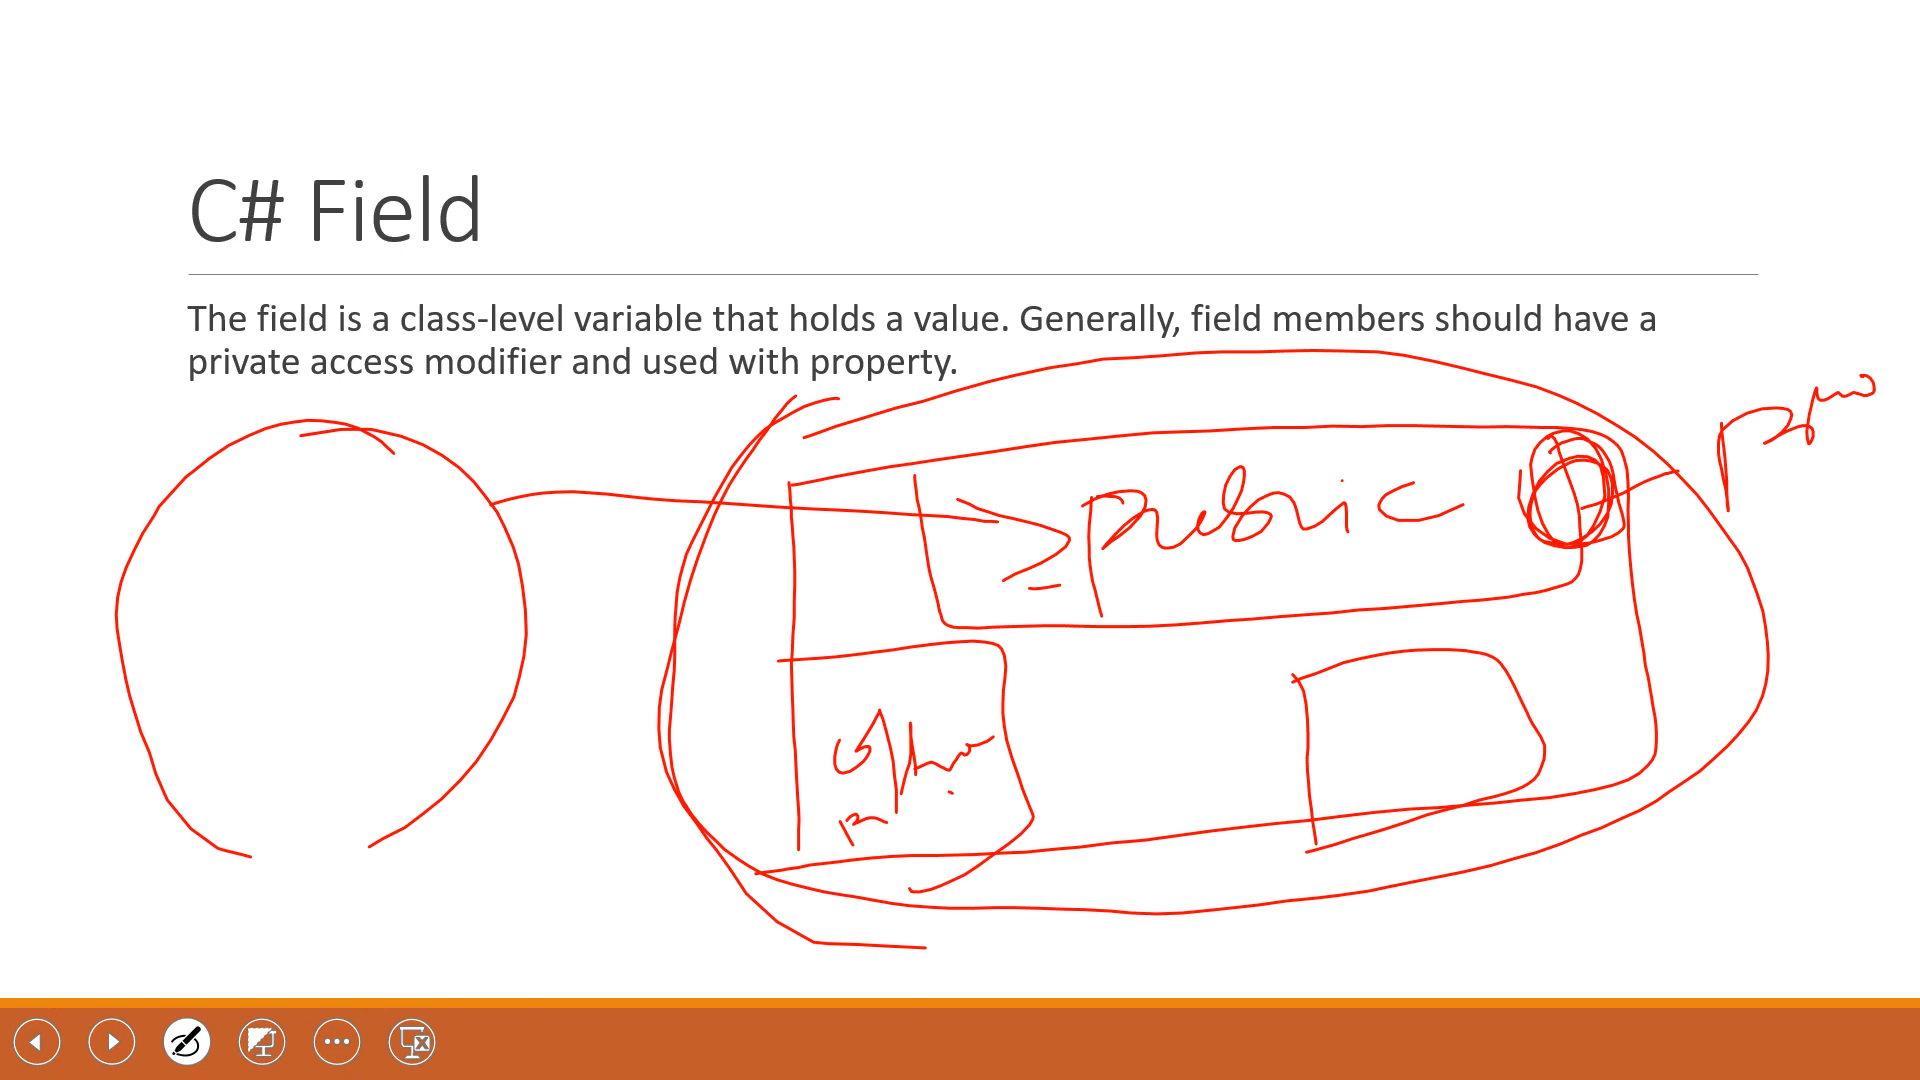 C# Field
The field is a class-level variable that holds a value. Generally, field members should have a
private access modifier and used with property.
Public